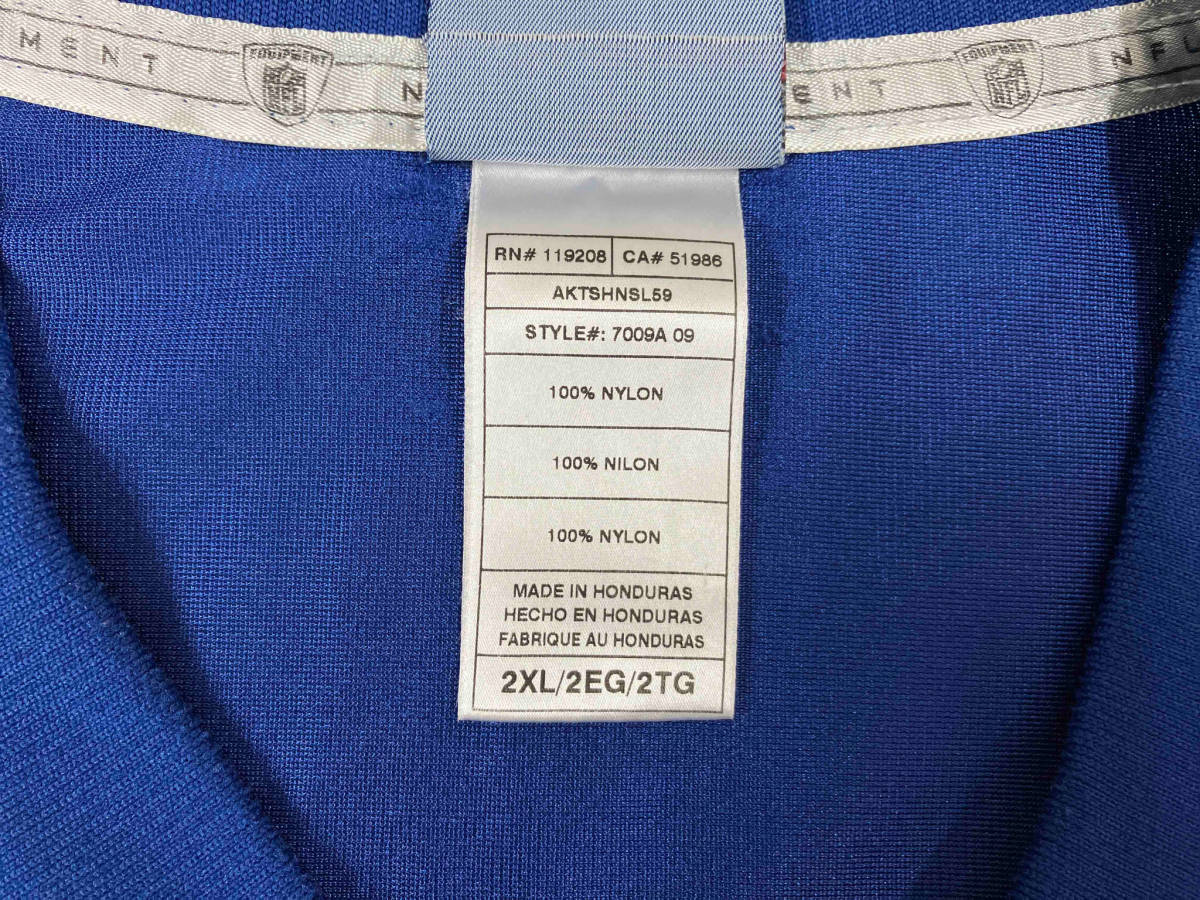 MENT EQUIPMENT NFL N ENT EQUIPMENT NFL NFL
RN# 119208 CA# 51986
AKTSHNSL59
STYLE#: 7009A 09
100% NYLON
100% NILON
100% NYLON
MADE IN HONDURAS
HECHO EN HONDURAS
FABRIQUE AU HONDURAS
2XL/2EG/2TG